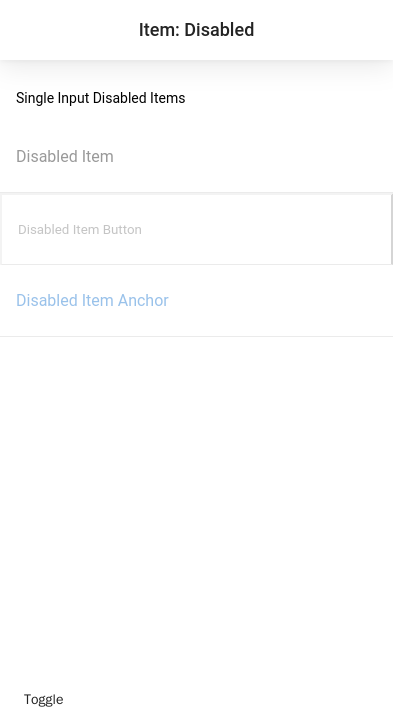 Item: Disabled
Single Input Disabled Items
Disabled Item
Disabled Item Button
Disabled Item Anchor
Toggle